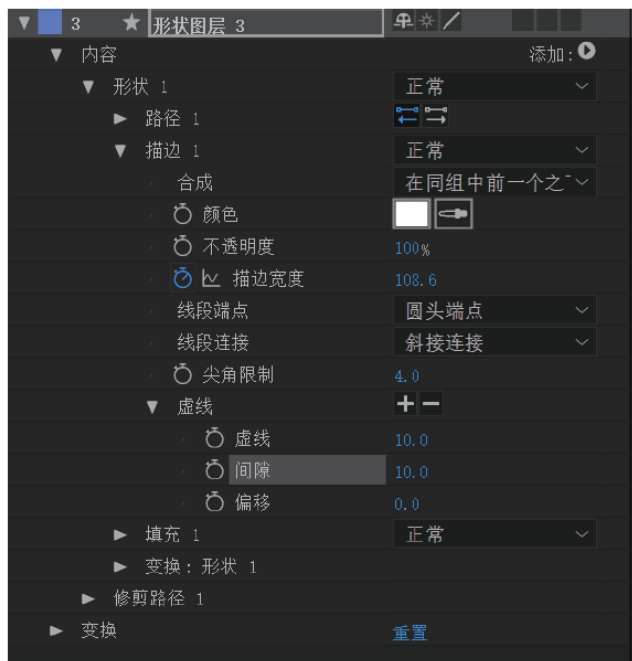 3 形状图层 3
内容 添加:
形状 1 正常
路径 1
描边 1 正常
合成 在同组中前一个之
颜色
不透明度 100%
描边宽度 108.6
线段端点 圆头端点
线段连接 斜接连接
尖角限制 4.0
虚线
虚线 10.0
间隙 10.0
偏移 0.0
填充 1 正常
变换: 形状 1
修剪路径 1
变换 重置